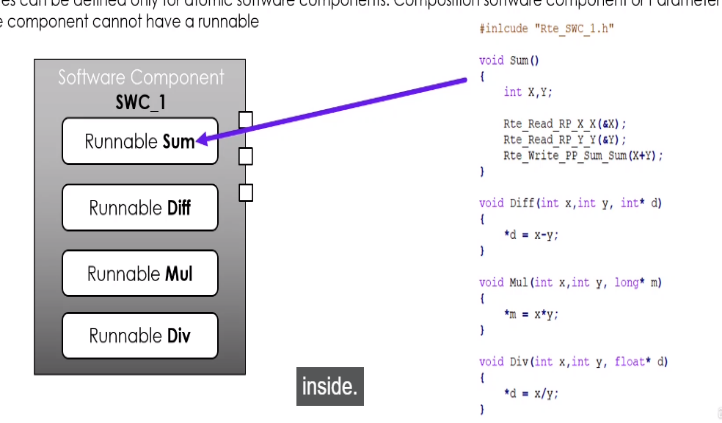 es can be defined only for atomic software components. Composition software component or Parameter
e component cannot have a runnable
Software Component
SWC_1
Runnable Sum
Runnable Diff
Runnable Mul
Runnable Div
#inlcude "Rte_SWC_1.h"
void Sum()
{
int X,Y;
Rte_Read_RP_X_X(&X);
Rte_Read_RP_Y_Y(&Y);
Rte_Write_PP_Sum_Sum(X+Y);
}
void Diff(int x,int y, int* d)
{
*d = x-y;
}
void Mul(int x,int y, long* m)
{
*m = x*y;
}
void Div(int x,int y, float* d)
{
*d = x/y;
}
inside.